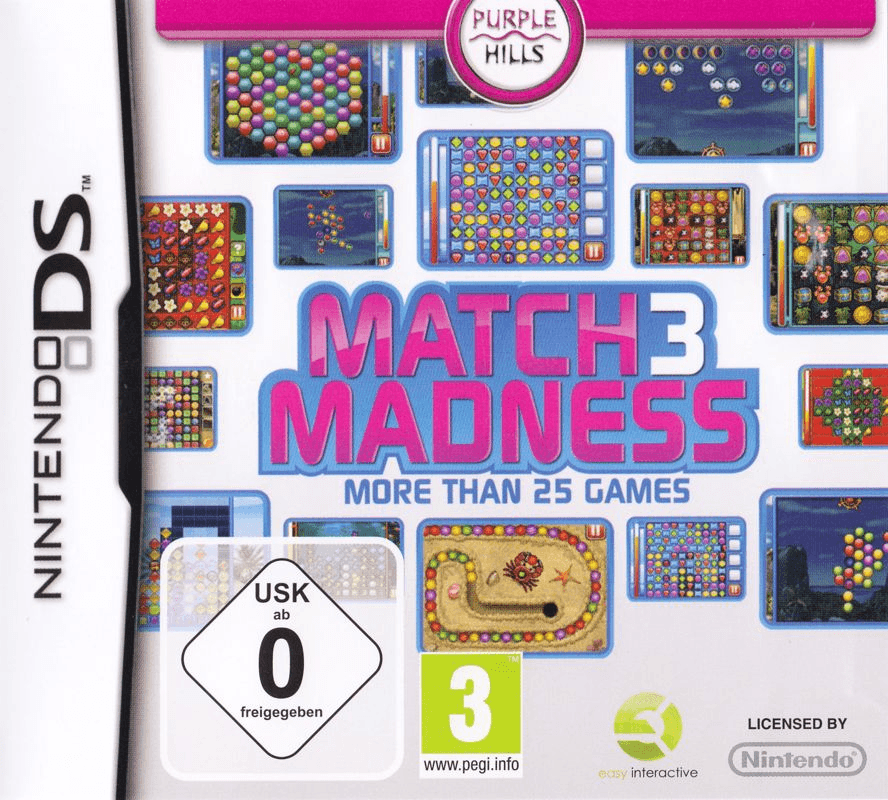 PURPLE
HILLS
NINTENDO DS™
MATCH 3
MADNESS
MORE THAN 25 GAMES
USK
ab
0
freigegeben
3
™
www.pegi.info
easy interactive
LICENSED BY
Nintendo®